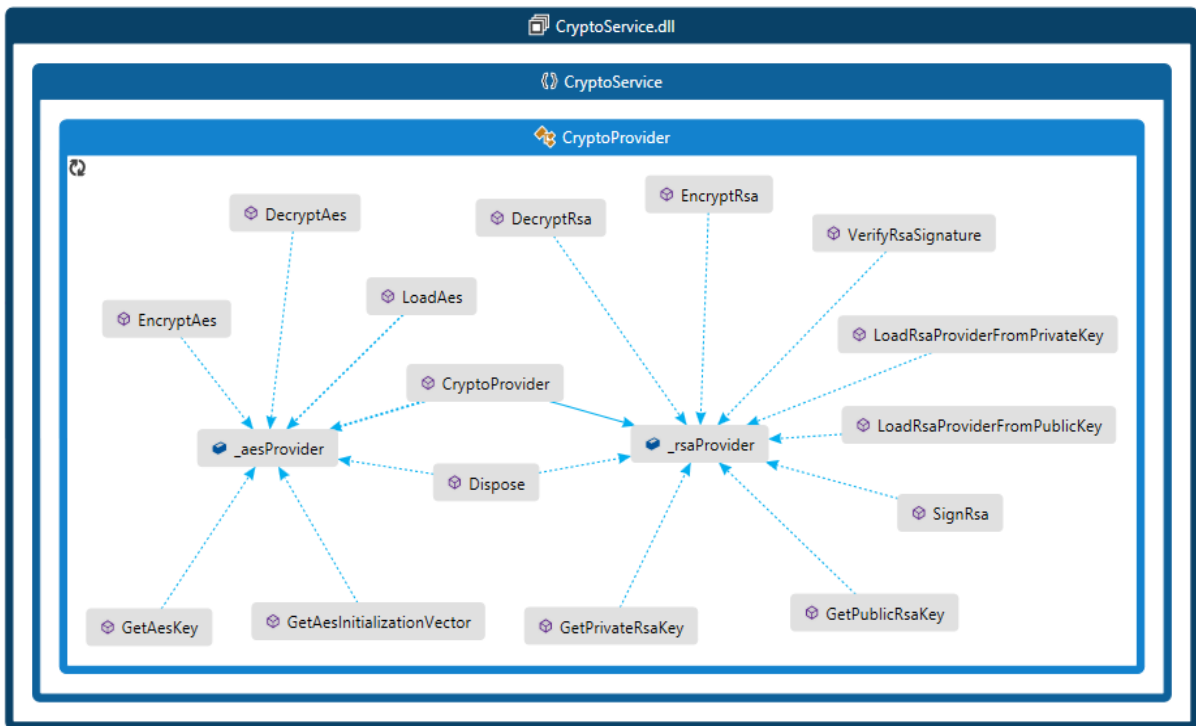 CryptoService.dll
CryptoService
CryptoProvider
DecryptAes
DecryptRsa
EncryptRsa
VerifyRsaSignature
LoadAes
EncryptAes
LoadRsaProviderFromPrivateKey
CryptoProvider
LoadRsaProviderFromPublicKey
_aesProvider
_rsaProvider
Dispose
SignRsa
GetAesKey
GetAesInitializationVector
GetPrivateRsaKey
GetPublicRsaKey